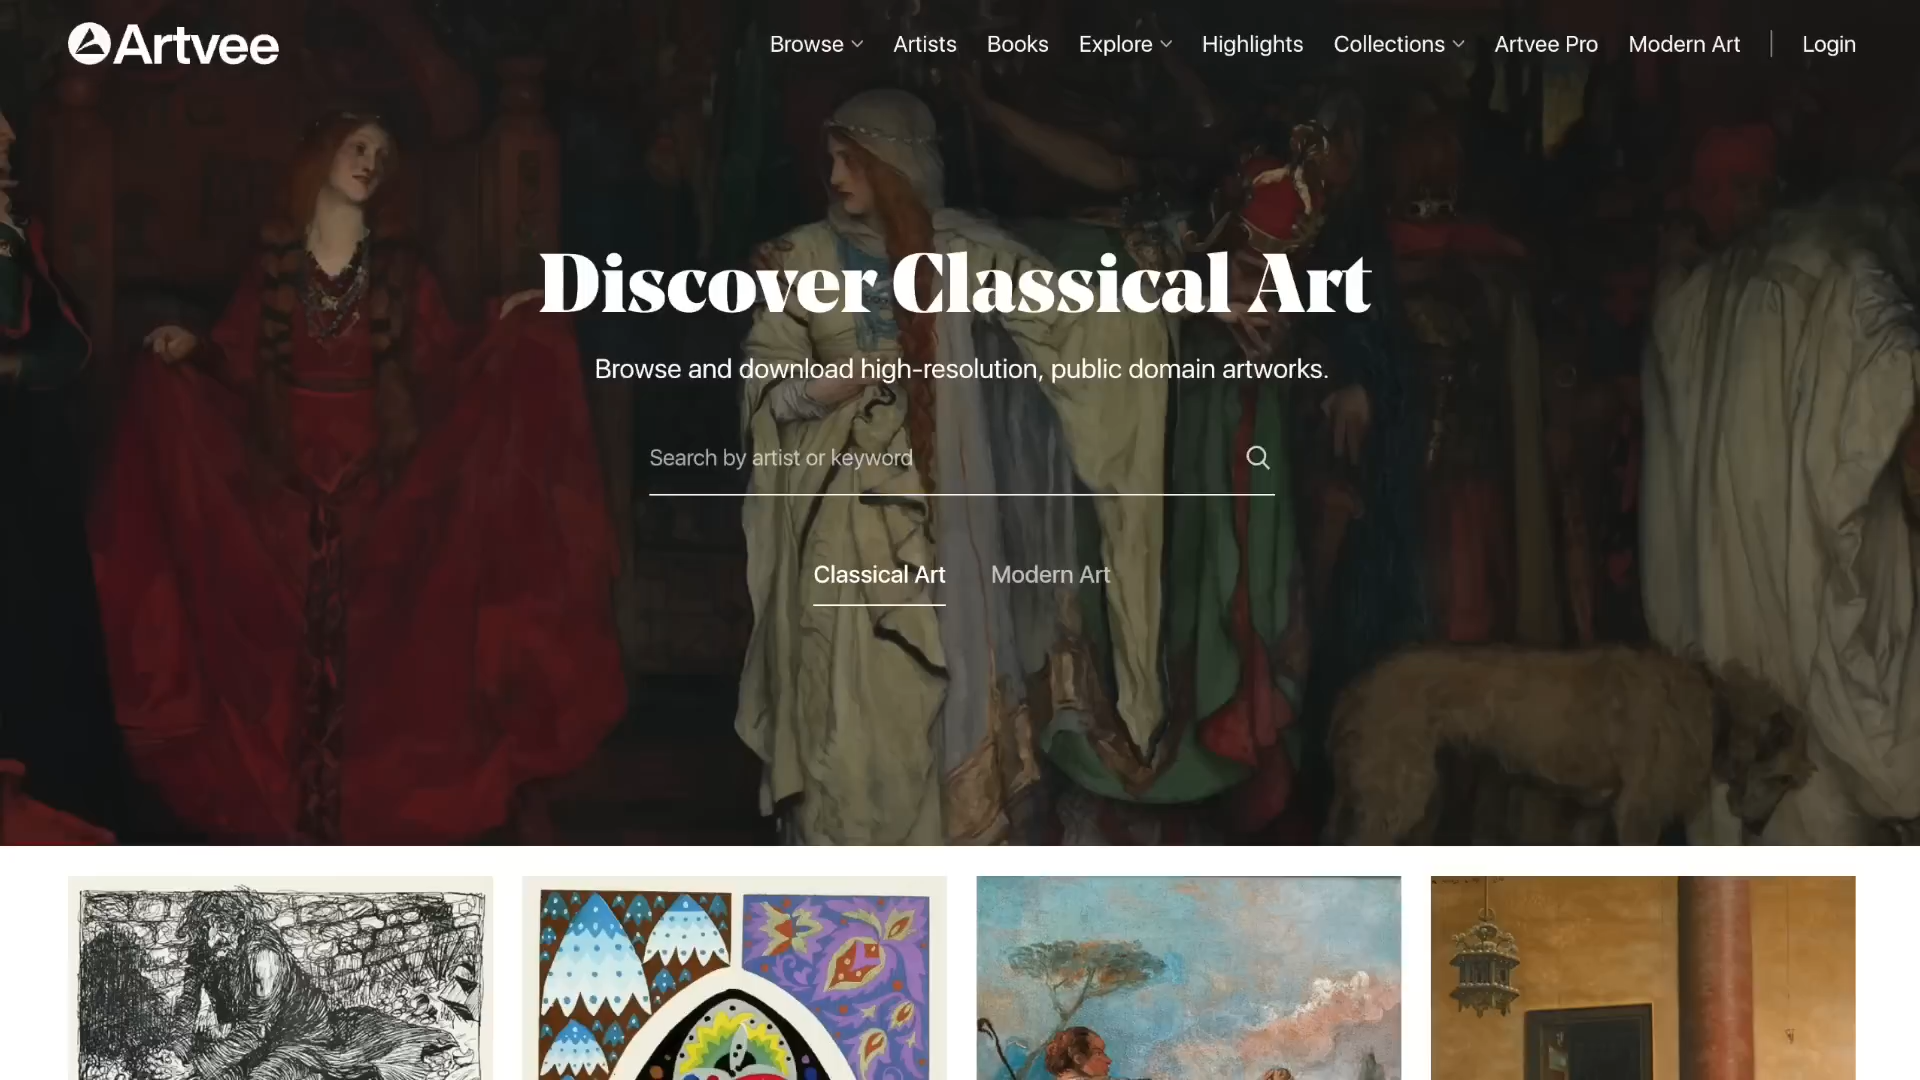 Artvee
Browse Artists Books Explore Highlights Collections Artvee Pro Modern Art Login
Discover Classical Art
Browse and download high-resolution, public domain artworks.
Search by artist or keyword
Classical Art Modern Art